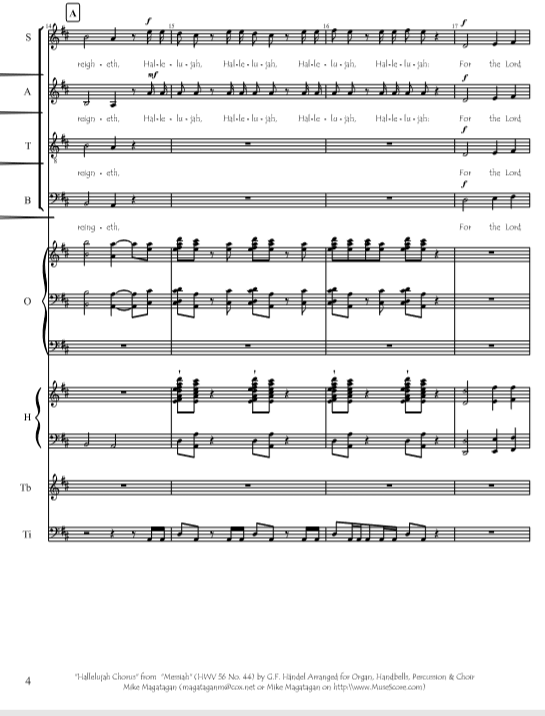 A
14 f 15 16 17 f
S
reigh • eth, Hal•le • lu • jah, Hal•le • lu • jah, Hal•le • lu • jah, Hal•le • lu • jah: For the Lord
mf f
A
reign • eth, Hal•le • lu • jah, Hal•le • lu • jah, Hal•le • lu • jah, Hal•le • lu • jah: For the Lord
f
T
8
reign • eth. For the Lord
f
B
reing • eth. For the Lord
O
H
Tb
Ti
4
"Hallelujah Chorus" from "Messiah" (HWV 56 No. 44) by G.F. Händel Arranged for Organ, Handbells, Percussion & Choir
Mike Magatagan (magataganm@cox.net or Mike Magatagan on http:\\www.MuseScore.com)